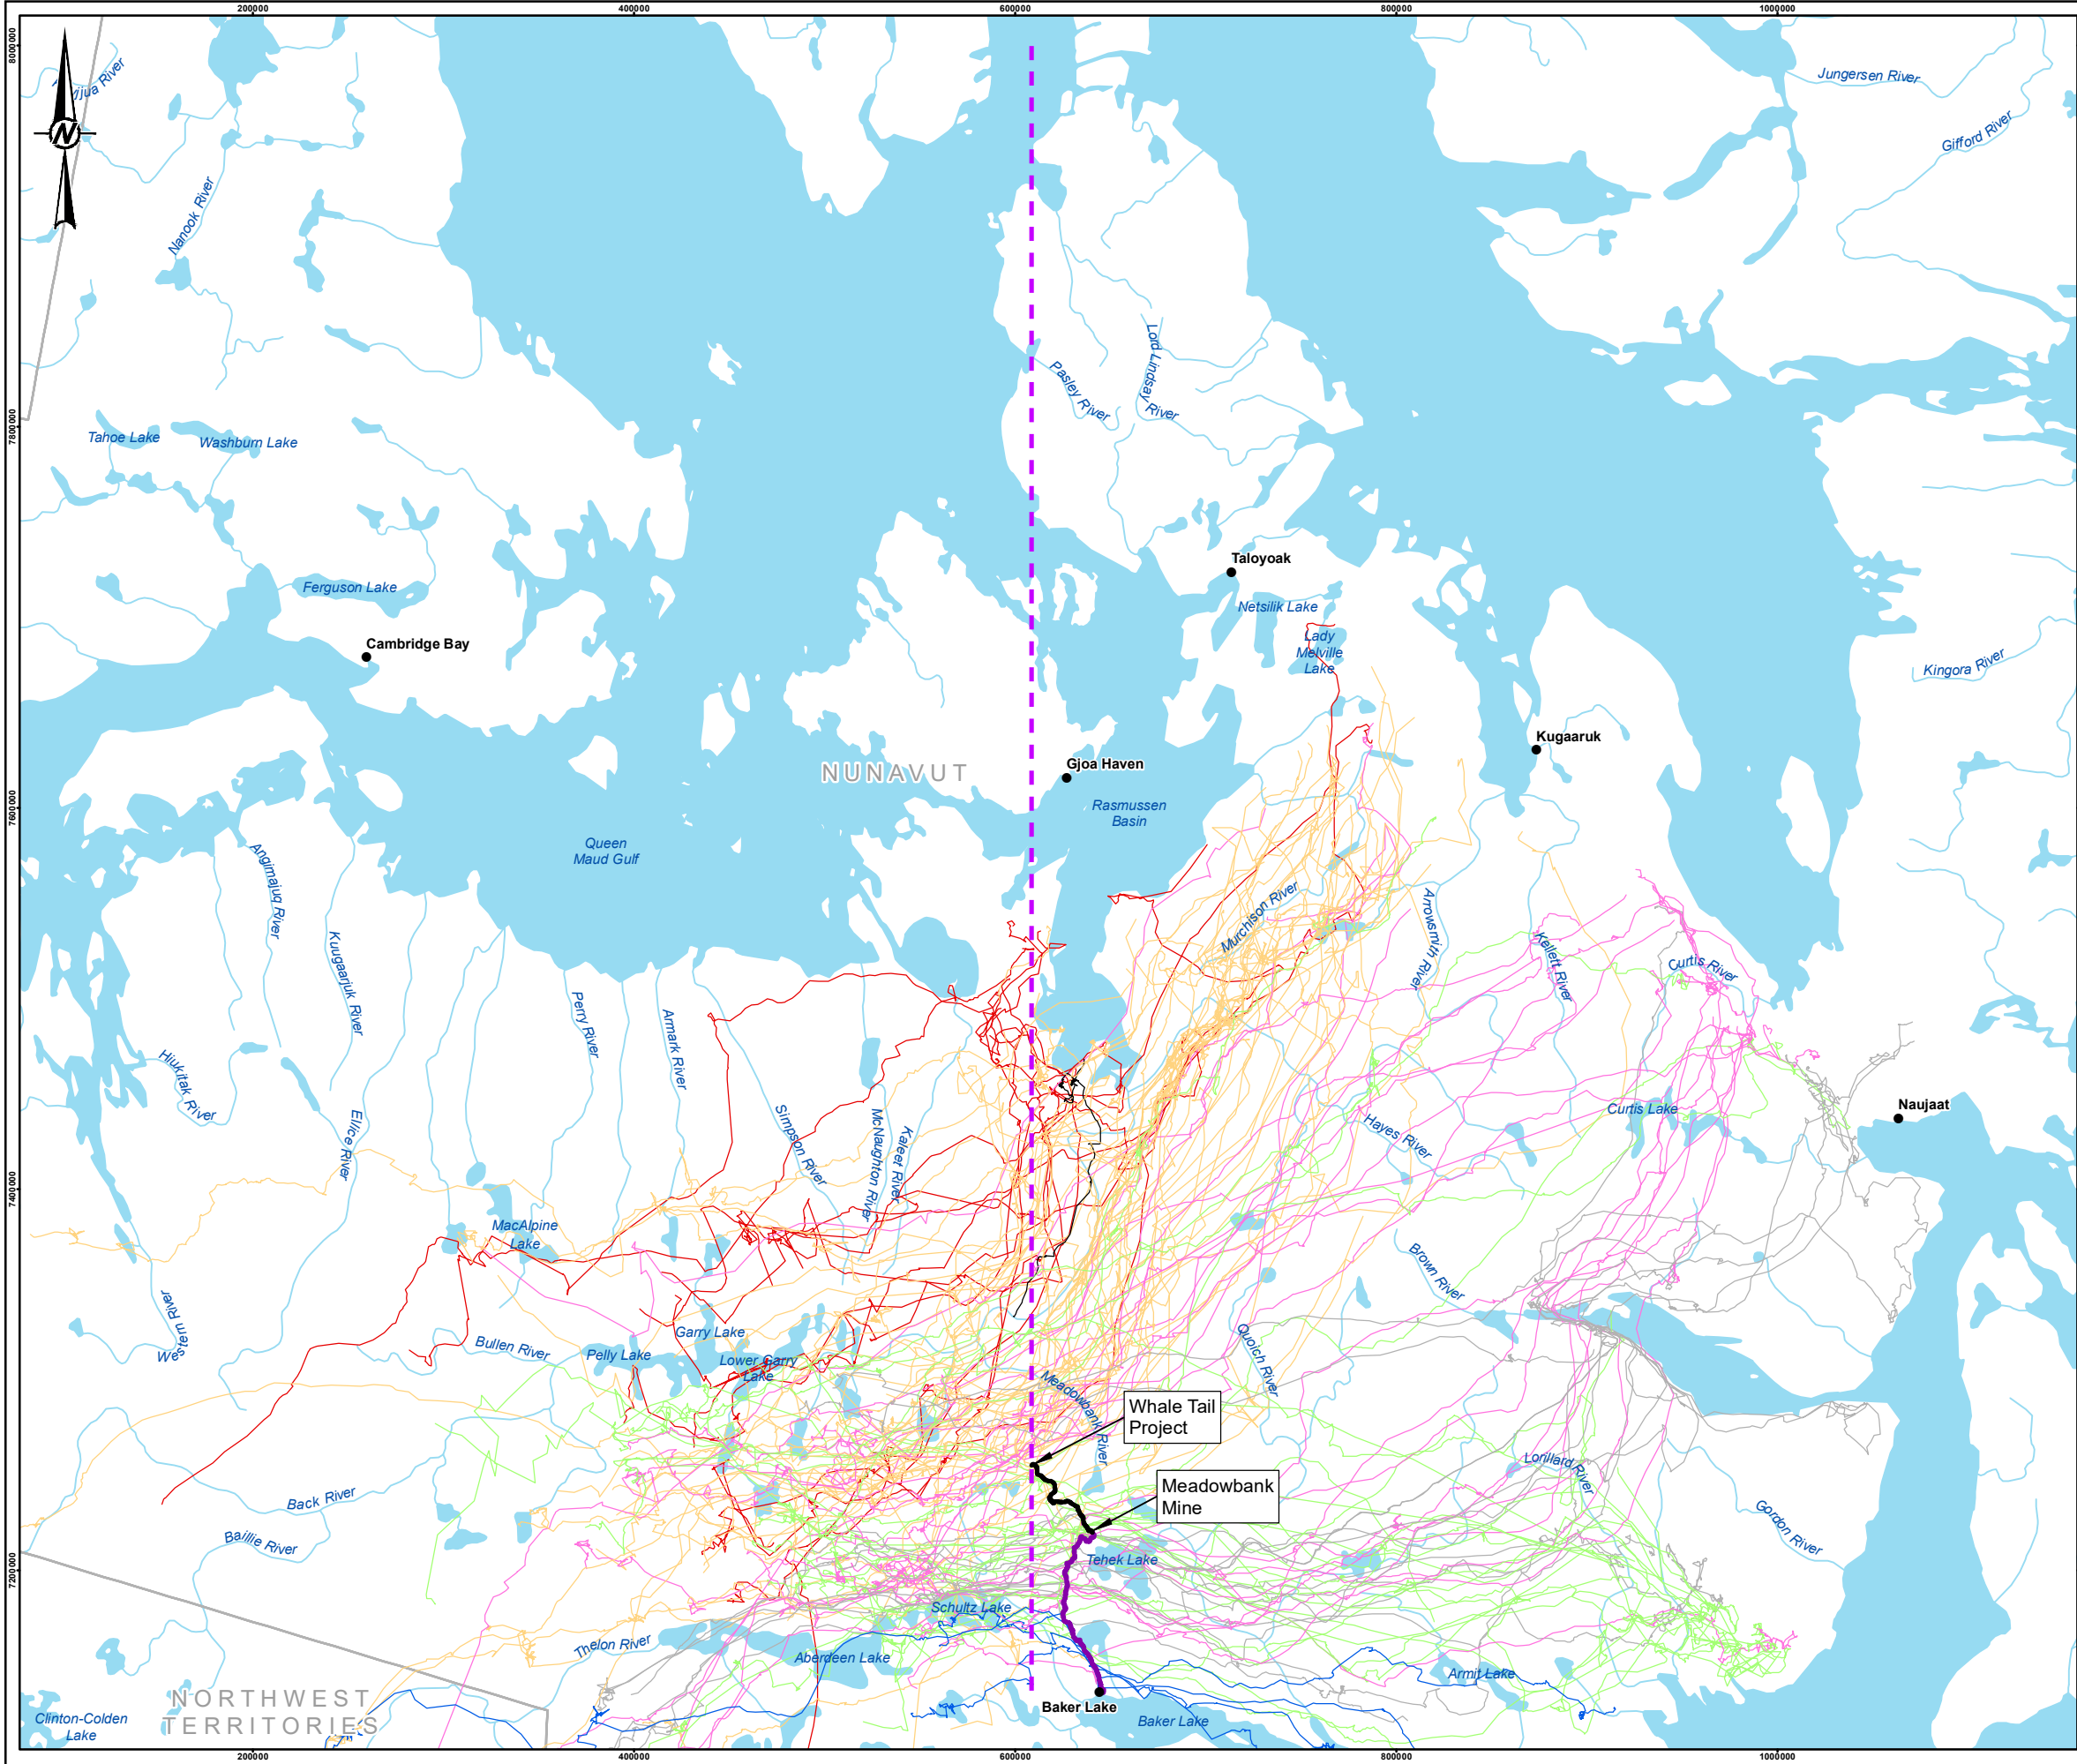 200000
400000
600000
800000
1000000
8000000
7800000
7600000
7400000
7200000
N
Jungersen River
Gifford River
Nanook River
Lord Lindsay
River
Pasley River
Tahoe Lake
Washburn Lake
Taloyoak
Netsilik Lake
Ferguson Lake
Lady
Melville
Lake
Cambridge Bay
Kingora River
Kugaaruk
NUNAVUT
Gjoa Haven
Rasmussen
Basin
Queen
Maud Gulf
Angimajuq River
Kuugaarjuk River
Murchison River
Arrowsmith River
Kellett River
Curtis River
Perry River
Armark River
Hiukitak River
Ellice River
Simpson River
McNaughton River
Kaleet River
Hayes River
Curtis Lake
Naujaat
MacAlpine
Lake
Brown River
Western River
Bullen River
Garry Lake
Pelly Lake
Lower Garry
Lake
Quoich River
Meadowbank River
Whale Tail
Project
Meadowbank
Mine
Lorillard River
Gordon River
Back River
Baillie River
Tehek Lake
Schultz Lake
Thelon River
Aberdeen Lake
Armit Lake
NORTHWEST
TERRITORIES
Clinton-Colden
Lake
Baker Lake
Baker Lake
200000
400000
600000
800000
1000000